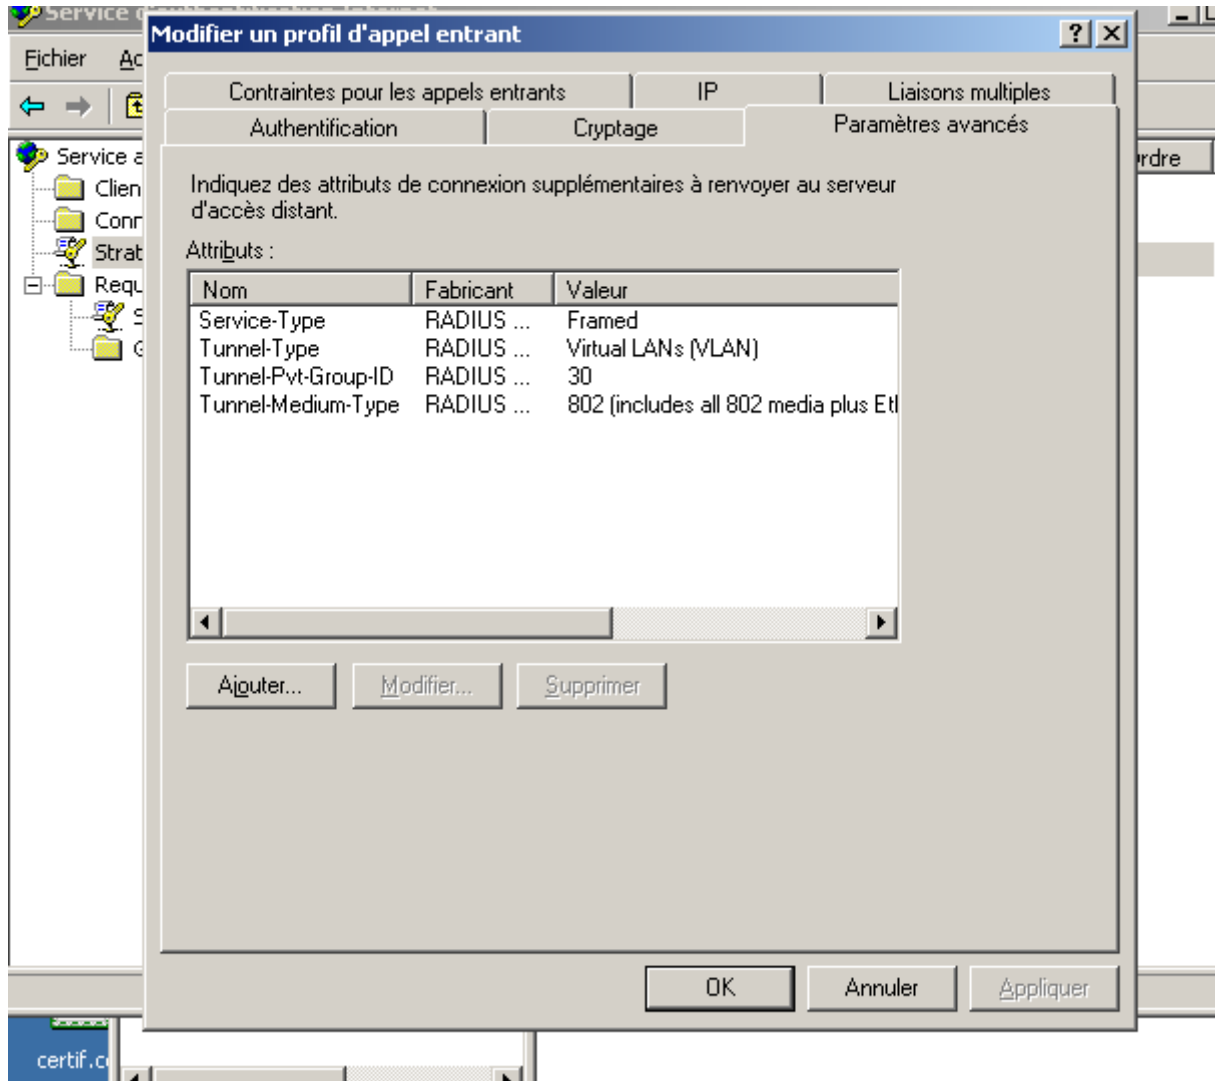 Modifier un profil d'appel entrant
Fichier
Contraintes pour les appels entrants IP Liaisons multiples
Authentification Cryptage Paramètres avancés
Service
Indiquez des attributs de connexion supplémentaires à renvoyer au serveur
d'accès distant.
Attributs :
Nom Fabricant Valeur
Service-Type RADIUS ... Framed
Tunnel-Type RADIUS ... Virtual LANs (VLAN)
Tunnel-Pvt-Group-ID RADIUS ... 30
Tunnel-Medium-Type RADIUS ... 802 (includes all 802 media plus Etl
Ajouter... Modifier... Supprimer
OK Annuler Appliquer
certif.c